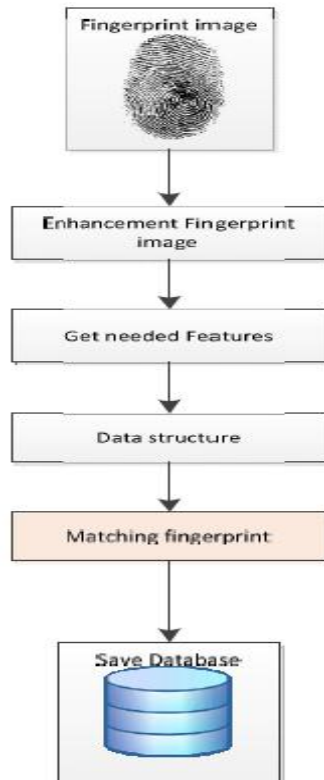 Fingerprint image
Enhancement Fingerprint
image
Get needed Features
Data structure
Matching fingerprint
Save Database